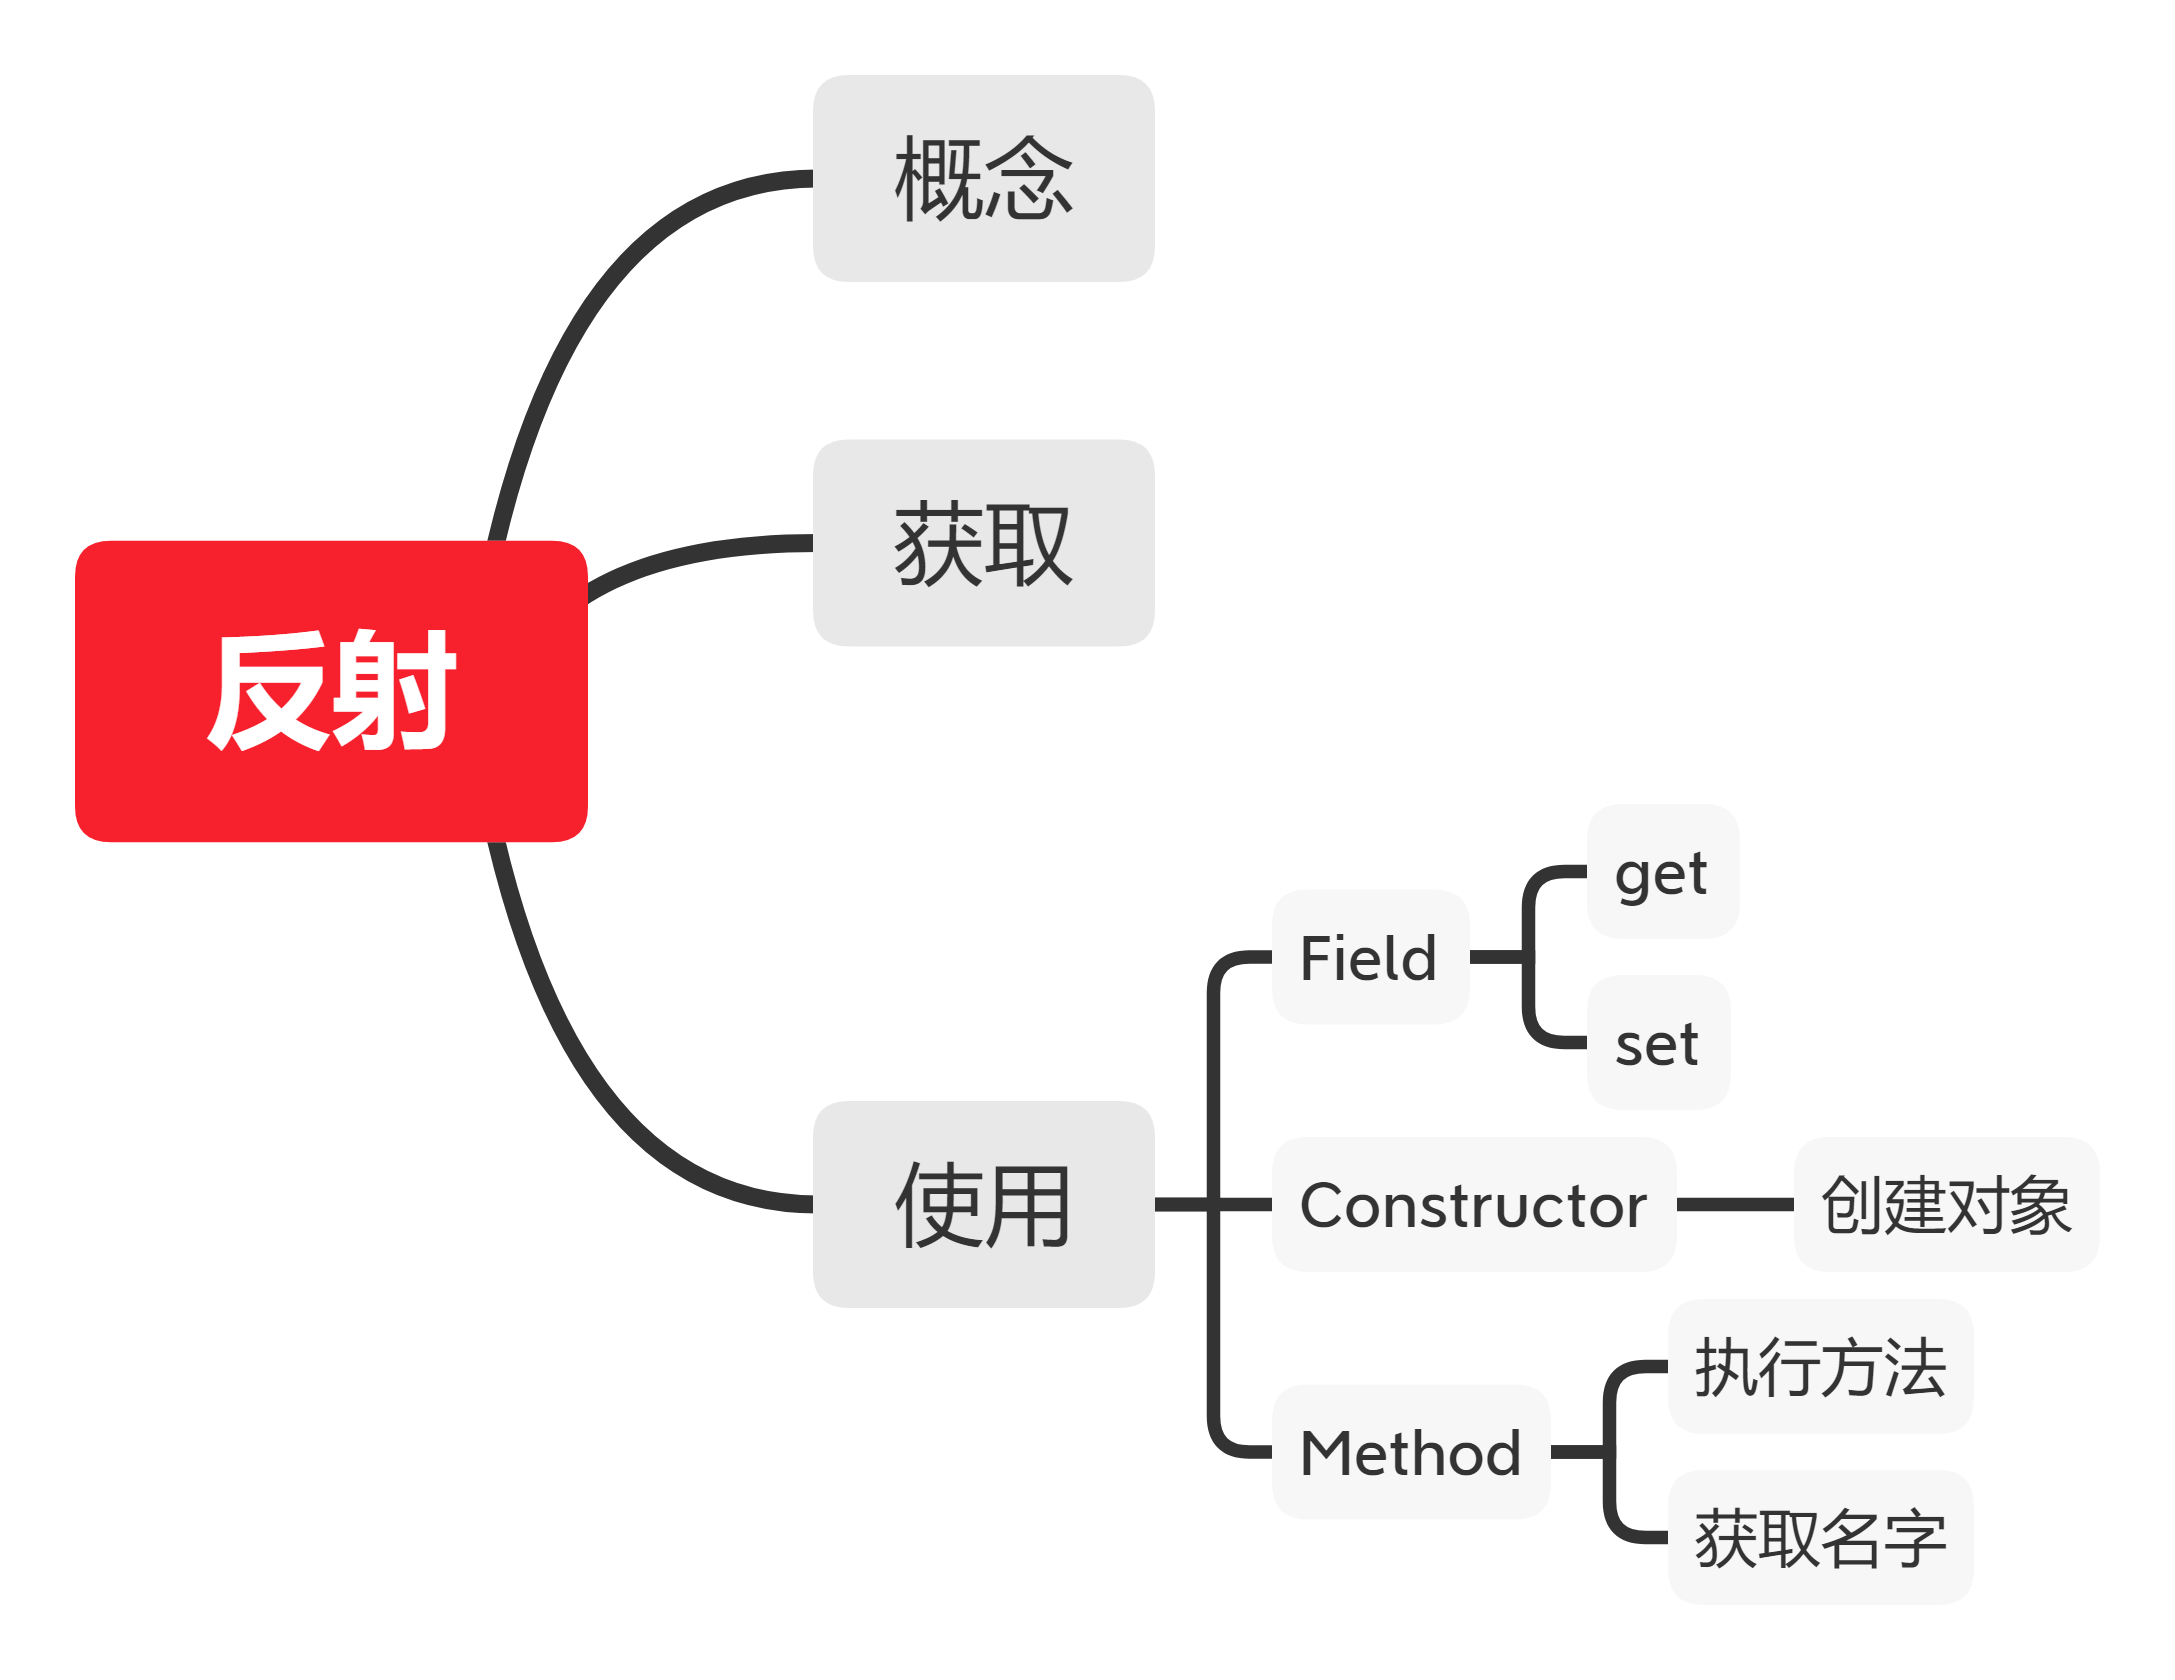 反射
概念
获取
使用
Field
get
set
Constructor
创建对象
Method
执行方法
获取名字